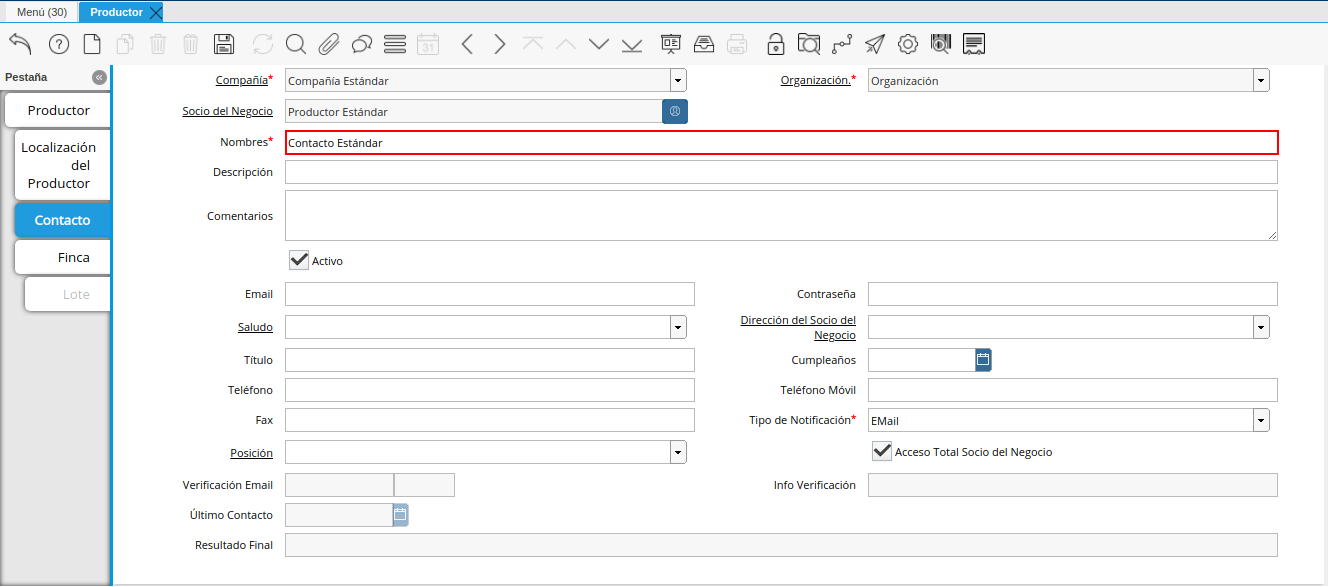 Menú (30)
Productor
31
Pestaña
Productor
Localización
del
Productor
Contacto
Finca
Lote
Compañía*
Compañía Estándar
Organización.*
Organización
Socio del Negocio
Productor Estándar
Nombres*
Contacto Estándar
Descripción
Comentarios
Activo
Email
Contraseña
Saludo
Dirección del Socio del
Negocio
Título
Cumpleaños
Teléfono
Teléfono Móvil
Fax
Tipo de Notificación*
EMail
Posición
Acceso Total Socio del Negocio
Verificación Email
Info Verificación
Último Contacto
Resultado Final